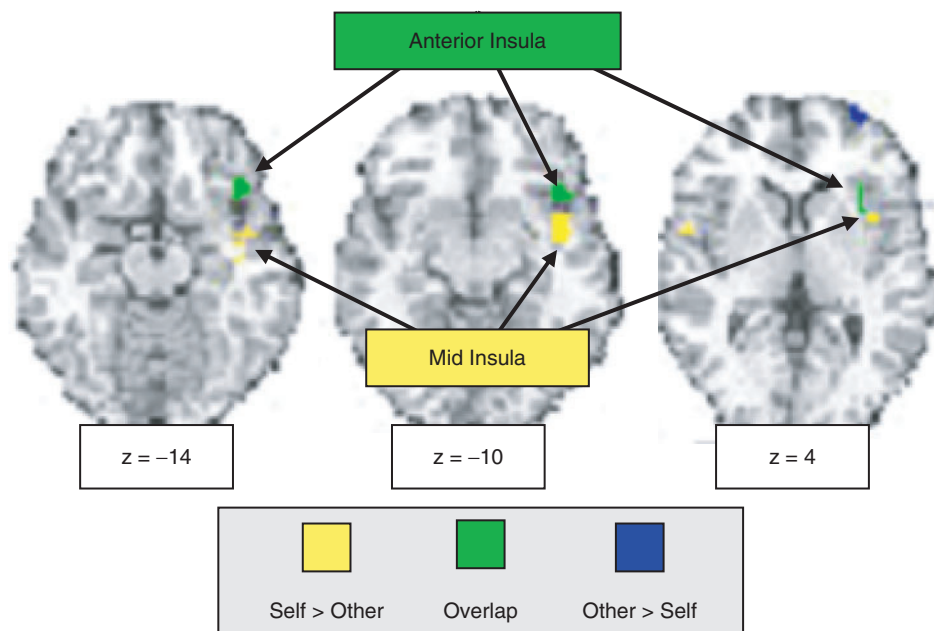 Anterior Insula
Mid Insula
z = −14
z = −10
z = 4
Self > Other
Overlap
Other > Self